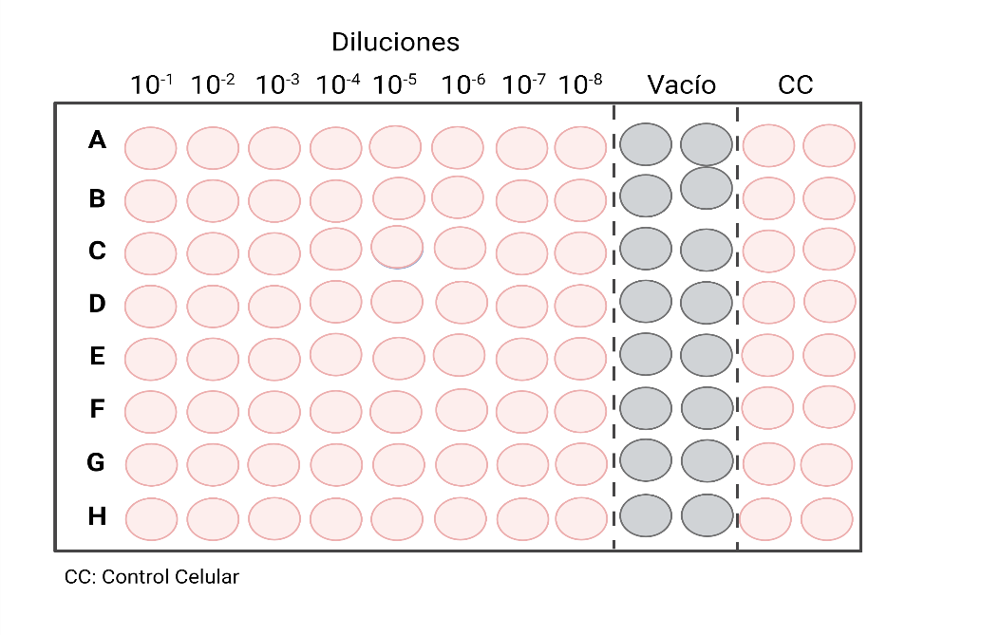 Diluciones
10⁻¹ 10⁻² 10⁻³ 10⁻⁴ 10⁻⁵ 10⁻⁶ 10⁻⁷ 10⁻⁸ Vacío CC
A
B
C
D
E
F
G
H
CC: Control Celular